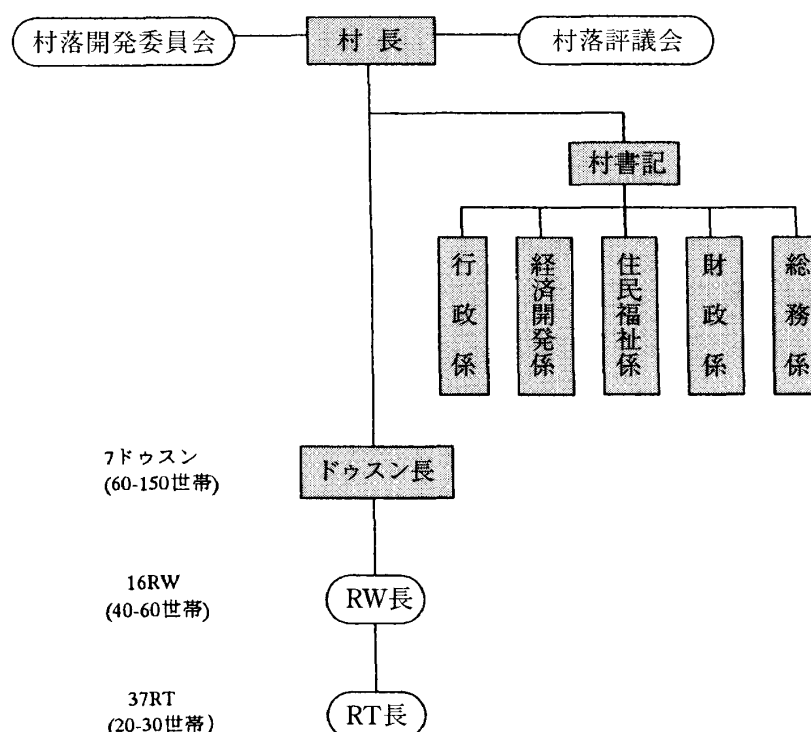 村落開発委員会
村長
村落評議会
村書記
行政係
経済開発係
住民福祉係
財政係
総務係
7ドゥスン
(60-150世帯)
ドゥスン長
16RW
(40-60世帯)
RW長
37RT
(20-30世帯)
RT長